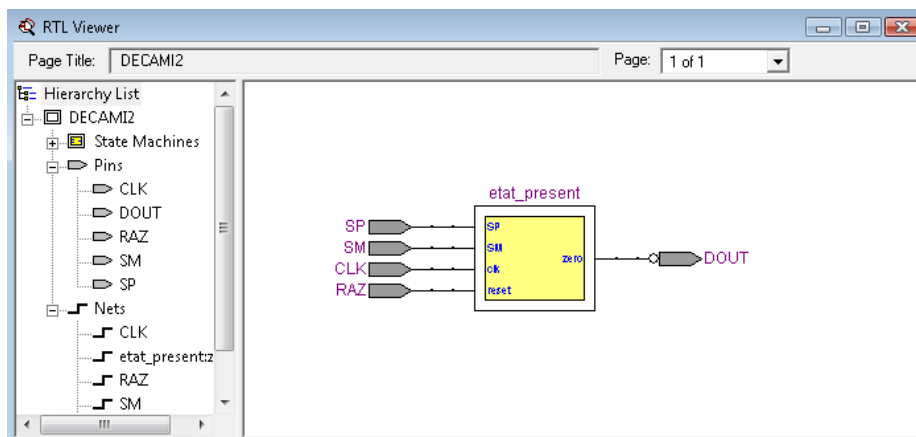 RTL Viewer
Page Title: DECAMI2 Page: 1 of 1
Hierarchy List
DECAMI2
State Machines
Pins
CLK
DOUT
RAZ
SM
SP
Nets
CLK
etat_present:z
RAZ
SM
etat_present
SP SP
SM SM
zero DOUT
CLK clk
RAZ reset